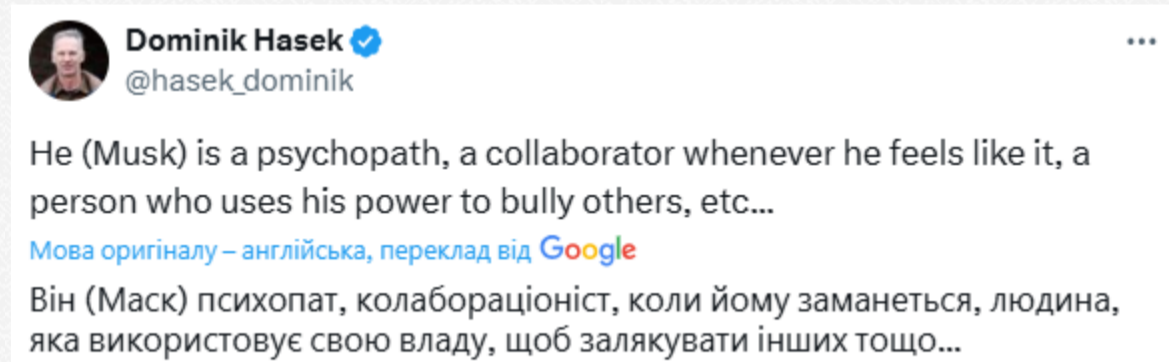 Dominik Hasek
@hasek_dominik
He (Musk) is a psychopath, a collaborator whenever he feels like it, a
person who uses his power to bully others, etc...
Мова оригіналу – англійська, переклад від Google
Він (Маск) психопат, колабораціоніст, коли йому заманеться, людина,
яка використовує свою владу, щоб залякувати інших тощо...